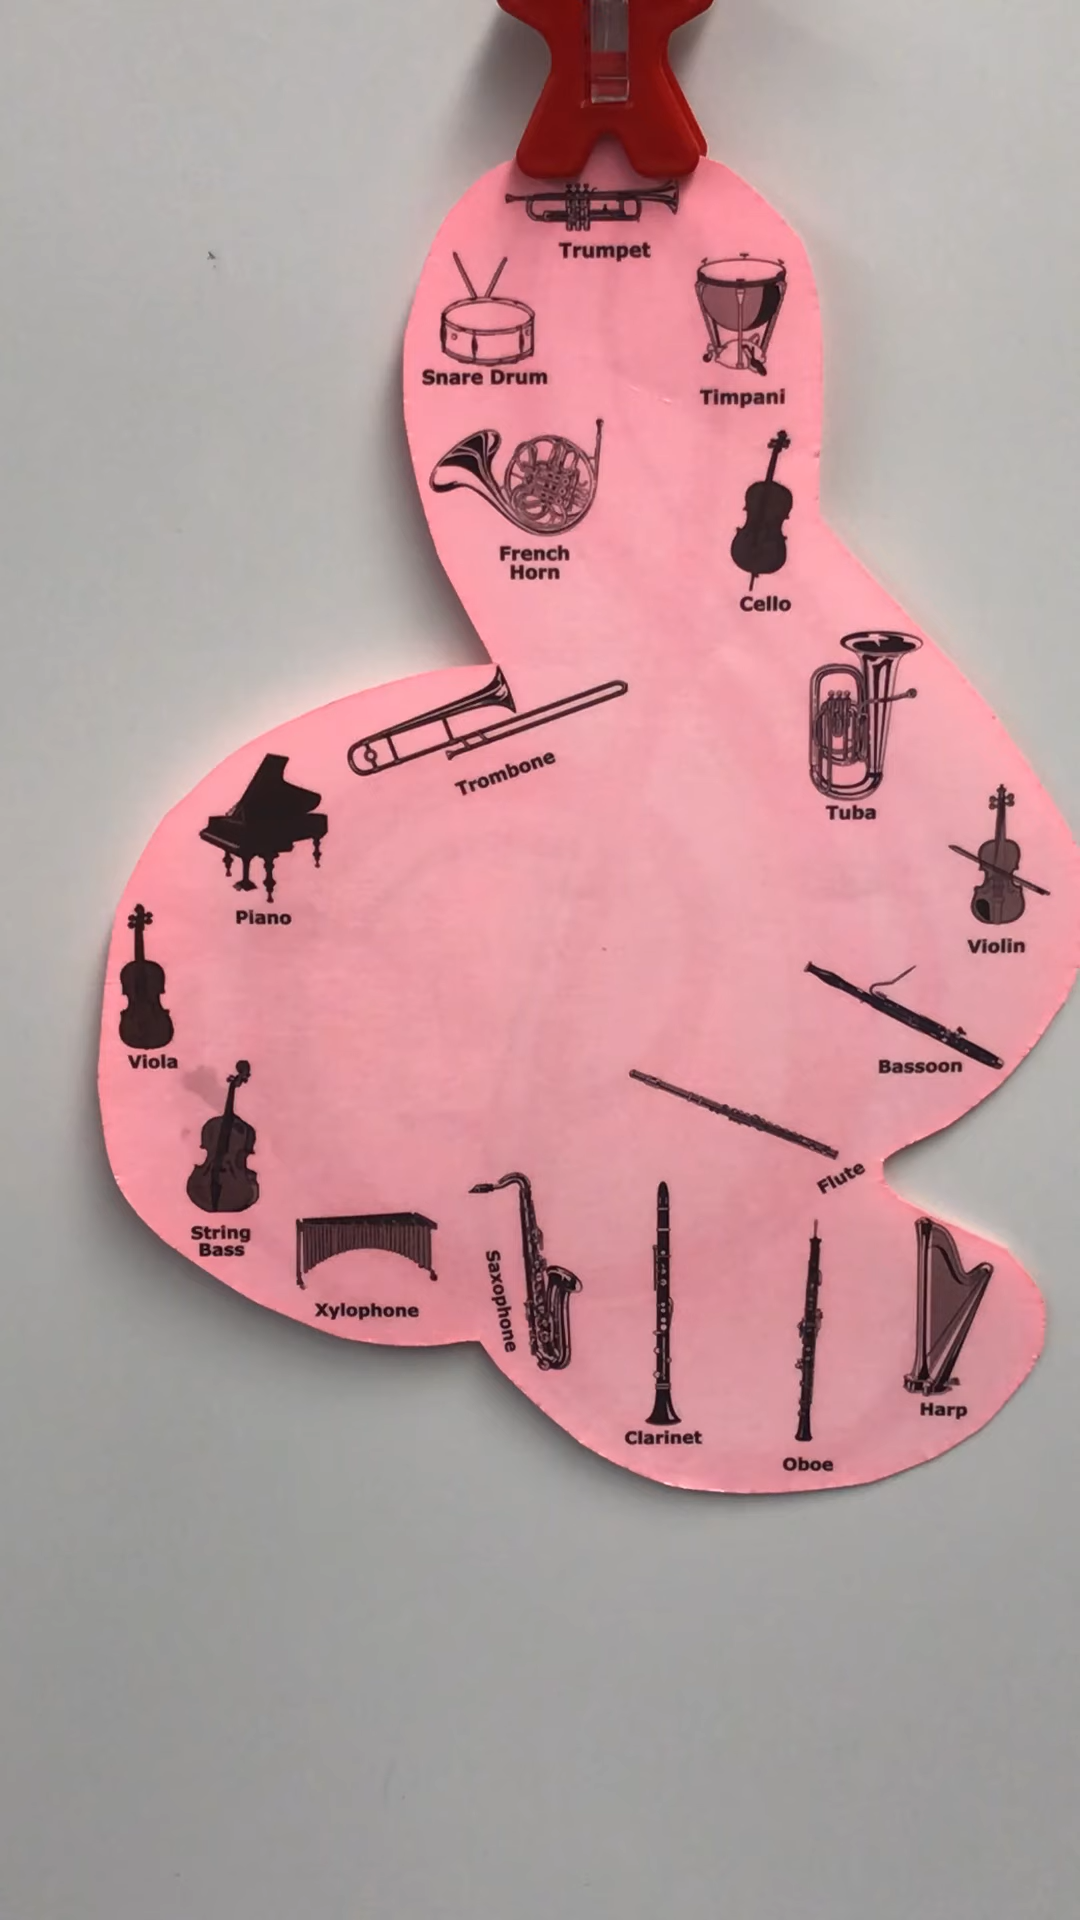 Trumpet
Snare Drum
Timpani
French
Horn
Cello
Trombone
Tuba
Piano
Violin
Viola
Bassoon
Flute
String
Bass
Xylophone
Saxophone
Clarinet
Oboe
Harp